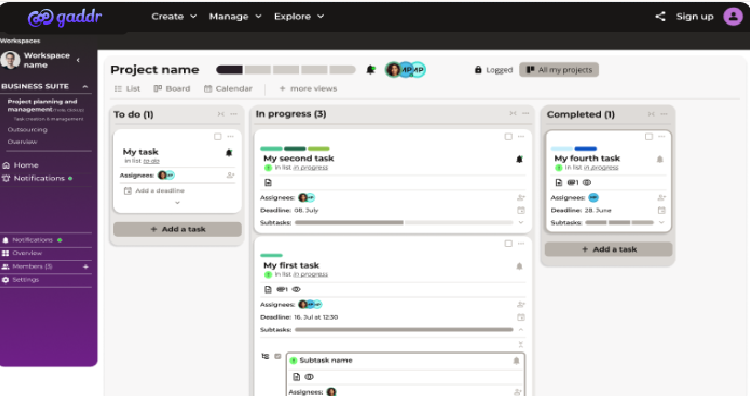 gaddr
Create Manage Explore
Sign up
Workspaces
Workspace name
BUSINESS SUITE
Project planning and management
Task creation & management
Outsourcing
Overview
Home
Notifications
Notifications
Overview
Members (3)
Settings
Project name
Logged
All my projects
List Board Calendar + more views
To do (1)
My task
In list to do
Assignees: AP
Add a deadline
+ Add a task
In progress (3)
My second task
In list in progress
Assignees: AP
Deadline: 08. July
Subtasks:
My first task
In list in progress
1
Assignees: AP AP
Deadline: 16. Jul at 12:30
Subtasks:
Subtask name
Assignees:
Completed (1)
My fourth task
In list in progress
1
Assignees: AP
Deadline: 28. June
Subtasks:
+ Add a task